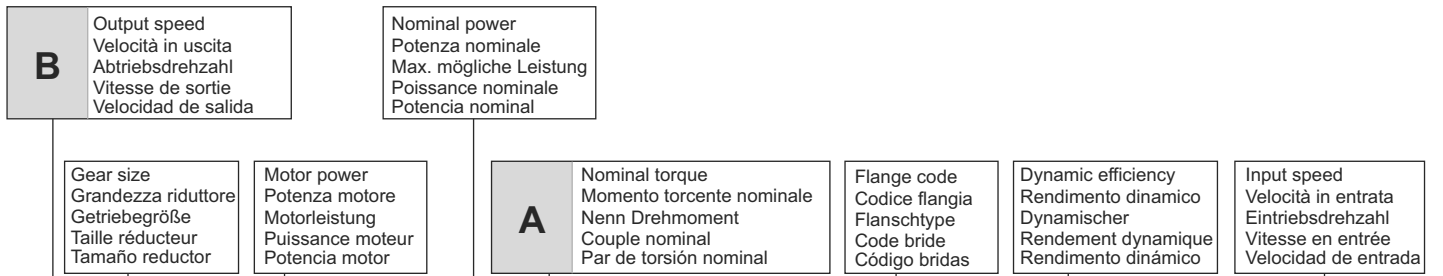 B
Output speed
Velocità in uscita
Abtriebsdrehzahl
Vitesse de sortie
Velocidad de salida
Nominal power
Potenza nominale
Max. mögliche Leistung
Poissance nominale
Potencia nominal
Gear size
Grandezza riduttore
Getriebegröße
Taille réducteur
Tamaño reductor
Motor power
Potenza motore
Motorleistung
Puissance moteur
Potencia motor
A
Nominal torque
Momento torcente nominale
Nenn Drehmoment
Couple nominal
Par de torsión nominal
Flange code
Codice flangia
Flanschtype
Code bride
Código bridas
Dynamic efficiency
Rendimento dinamico
Dynamischer
Rendement dynamique
Rendimento dinámico
Input speed
Velocità in entrata
Eintriebsdrehzahl
Vitesse en entrée
Velocidad de entrada